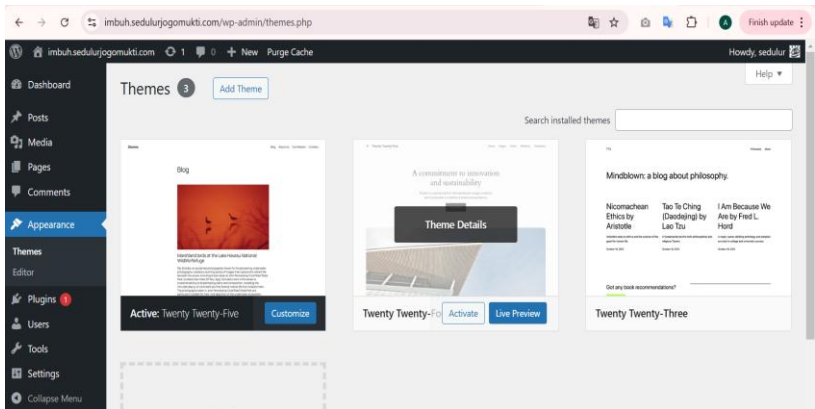 imbuh.sedulurjogomukti.com/wp-admin/themes.php
A
Finish update
imbuh.sedulurjogomukti.com 1 0 + New Purge Cache
Howdy, sedulur
Dashboard
Posts
Media
Pages
Comments
Appearance
Themes
Editor
Plugins 1
Users
Tools
Settings
Collapse Menu
Themes 3 Add Theme
Help
Search installed themes
Blog
Active: Twenty Twenty-Five
Customize
A commitment to innovation
and sustainability
Theme Details
Twenty Twenty-Fo
Activate
Live Preview
Mindblown: a blog about philosophy.
Nicomachean
Ethics by
Aristotle
Tao Te Ching
(Daodejing) by
Lao Tzu
I Am Because We
Are by Fred L.
Hord
Got any book recommendations?
Twenty Twenty-Three